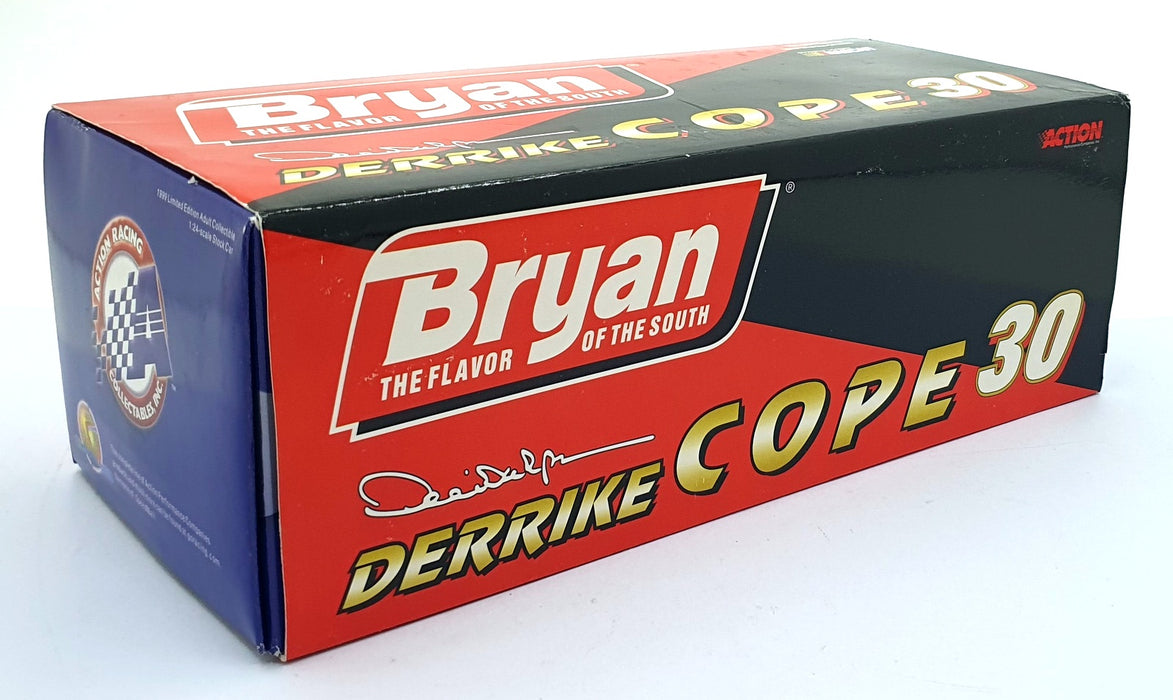 Bryan
THE FLAVOR OF THE SOUTH
DERRIKE COPE 30
ACTION
Bryan ®
THE FLAVOR OF THE SOUTH
DERRIKE COPE 30
1999 Limited Edition Adult Collectible
1:24-scale Stock Car
ACTION RACING
COLLECTABLES, INC.